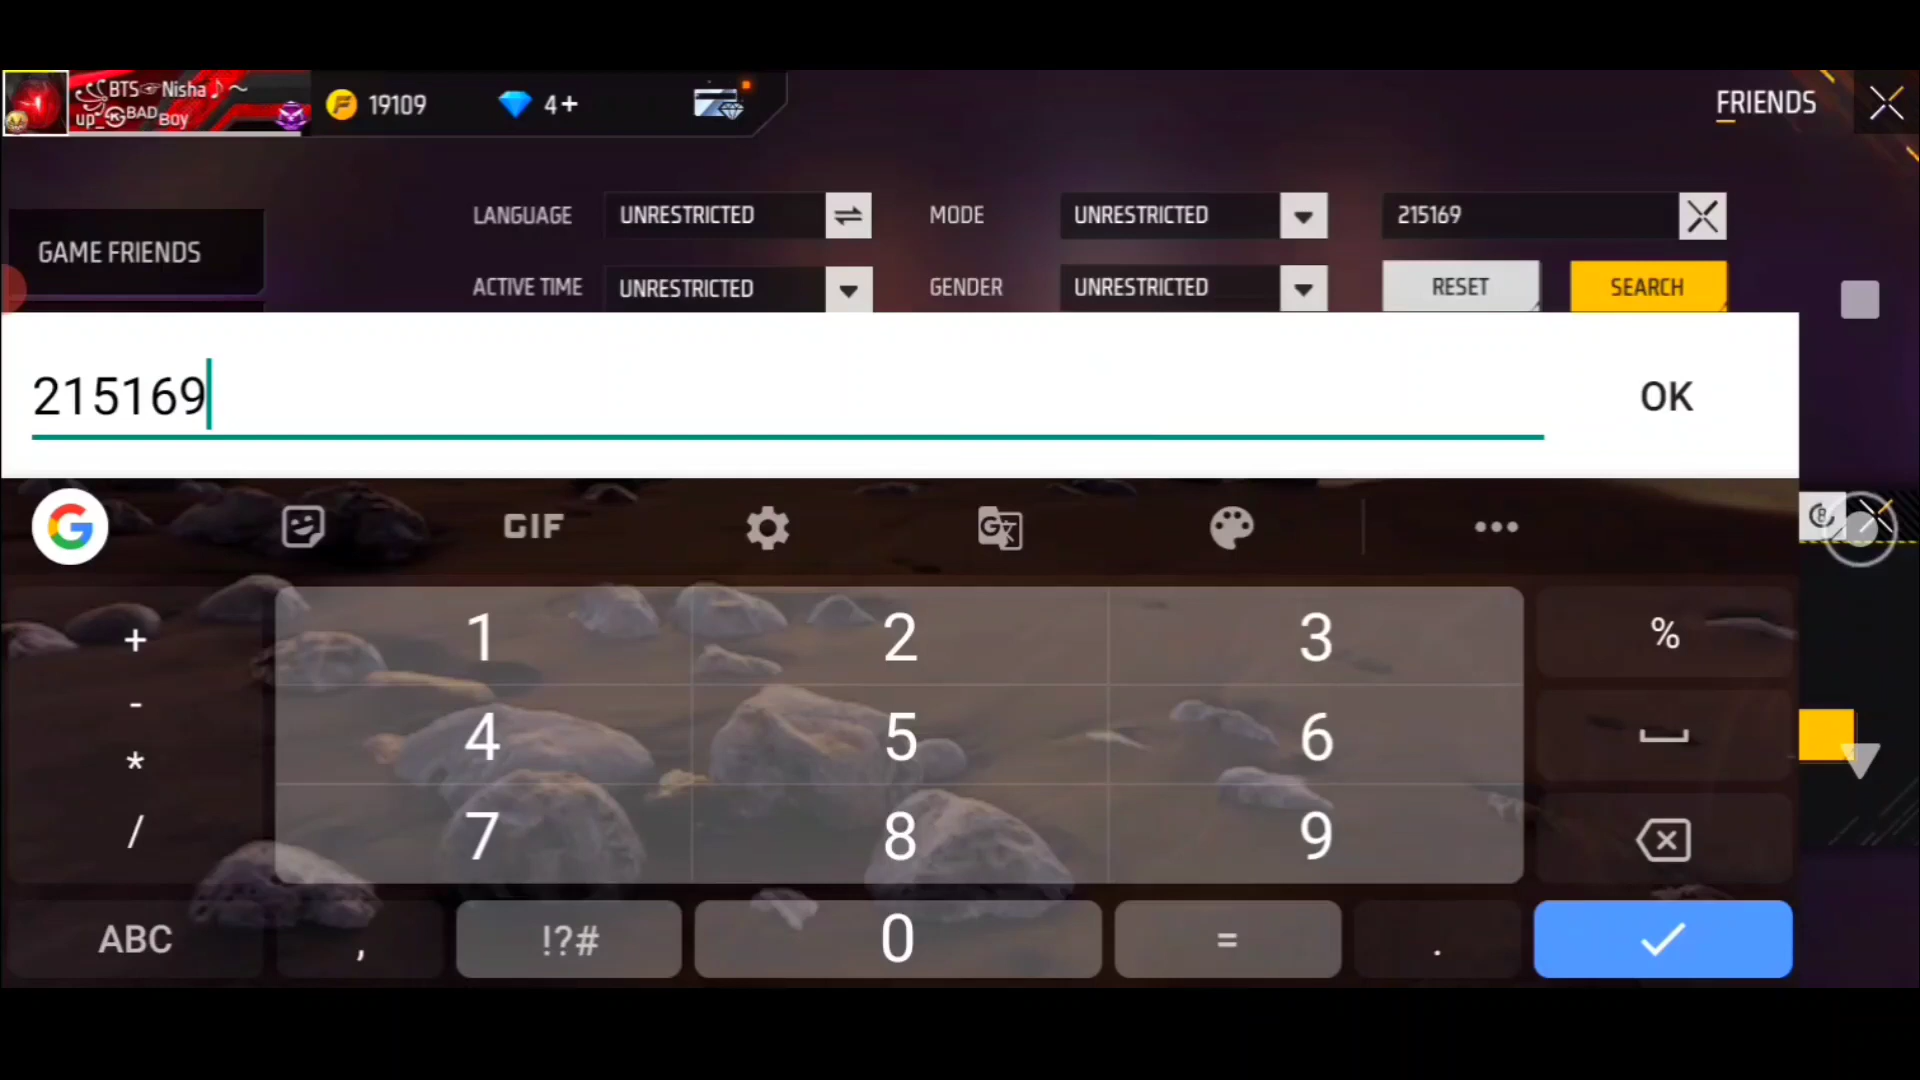 BTS☞Nisha♪～
up_㉿BAD Boy
19109
4+
FRIENDS
GAME FRIENDS
LANGUAGE UNRESTRICTED MODE UNRESTRICTED 215169
ACTIVE TIME UNRESTRICTED GENDER UNRESTRICTED RESET SEARCH
215169 OK
G GIF G
+ 1 2 3 %
- 4 5 6
*
/ 7 8 9
ABC , !?# 0 = .